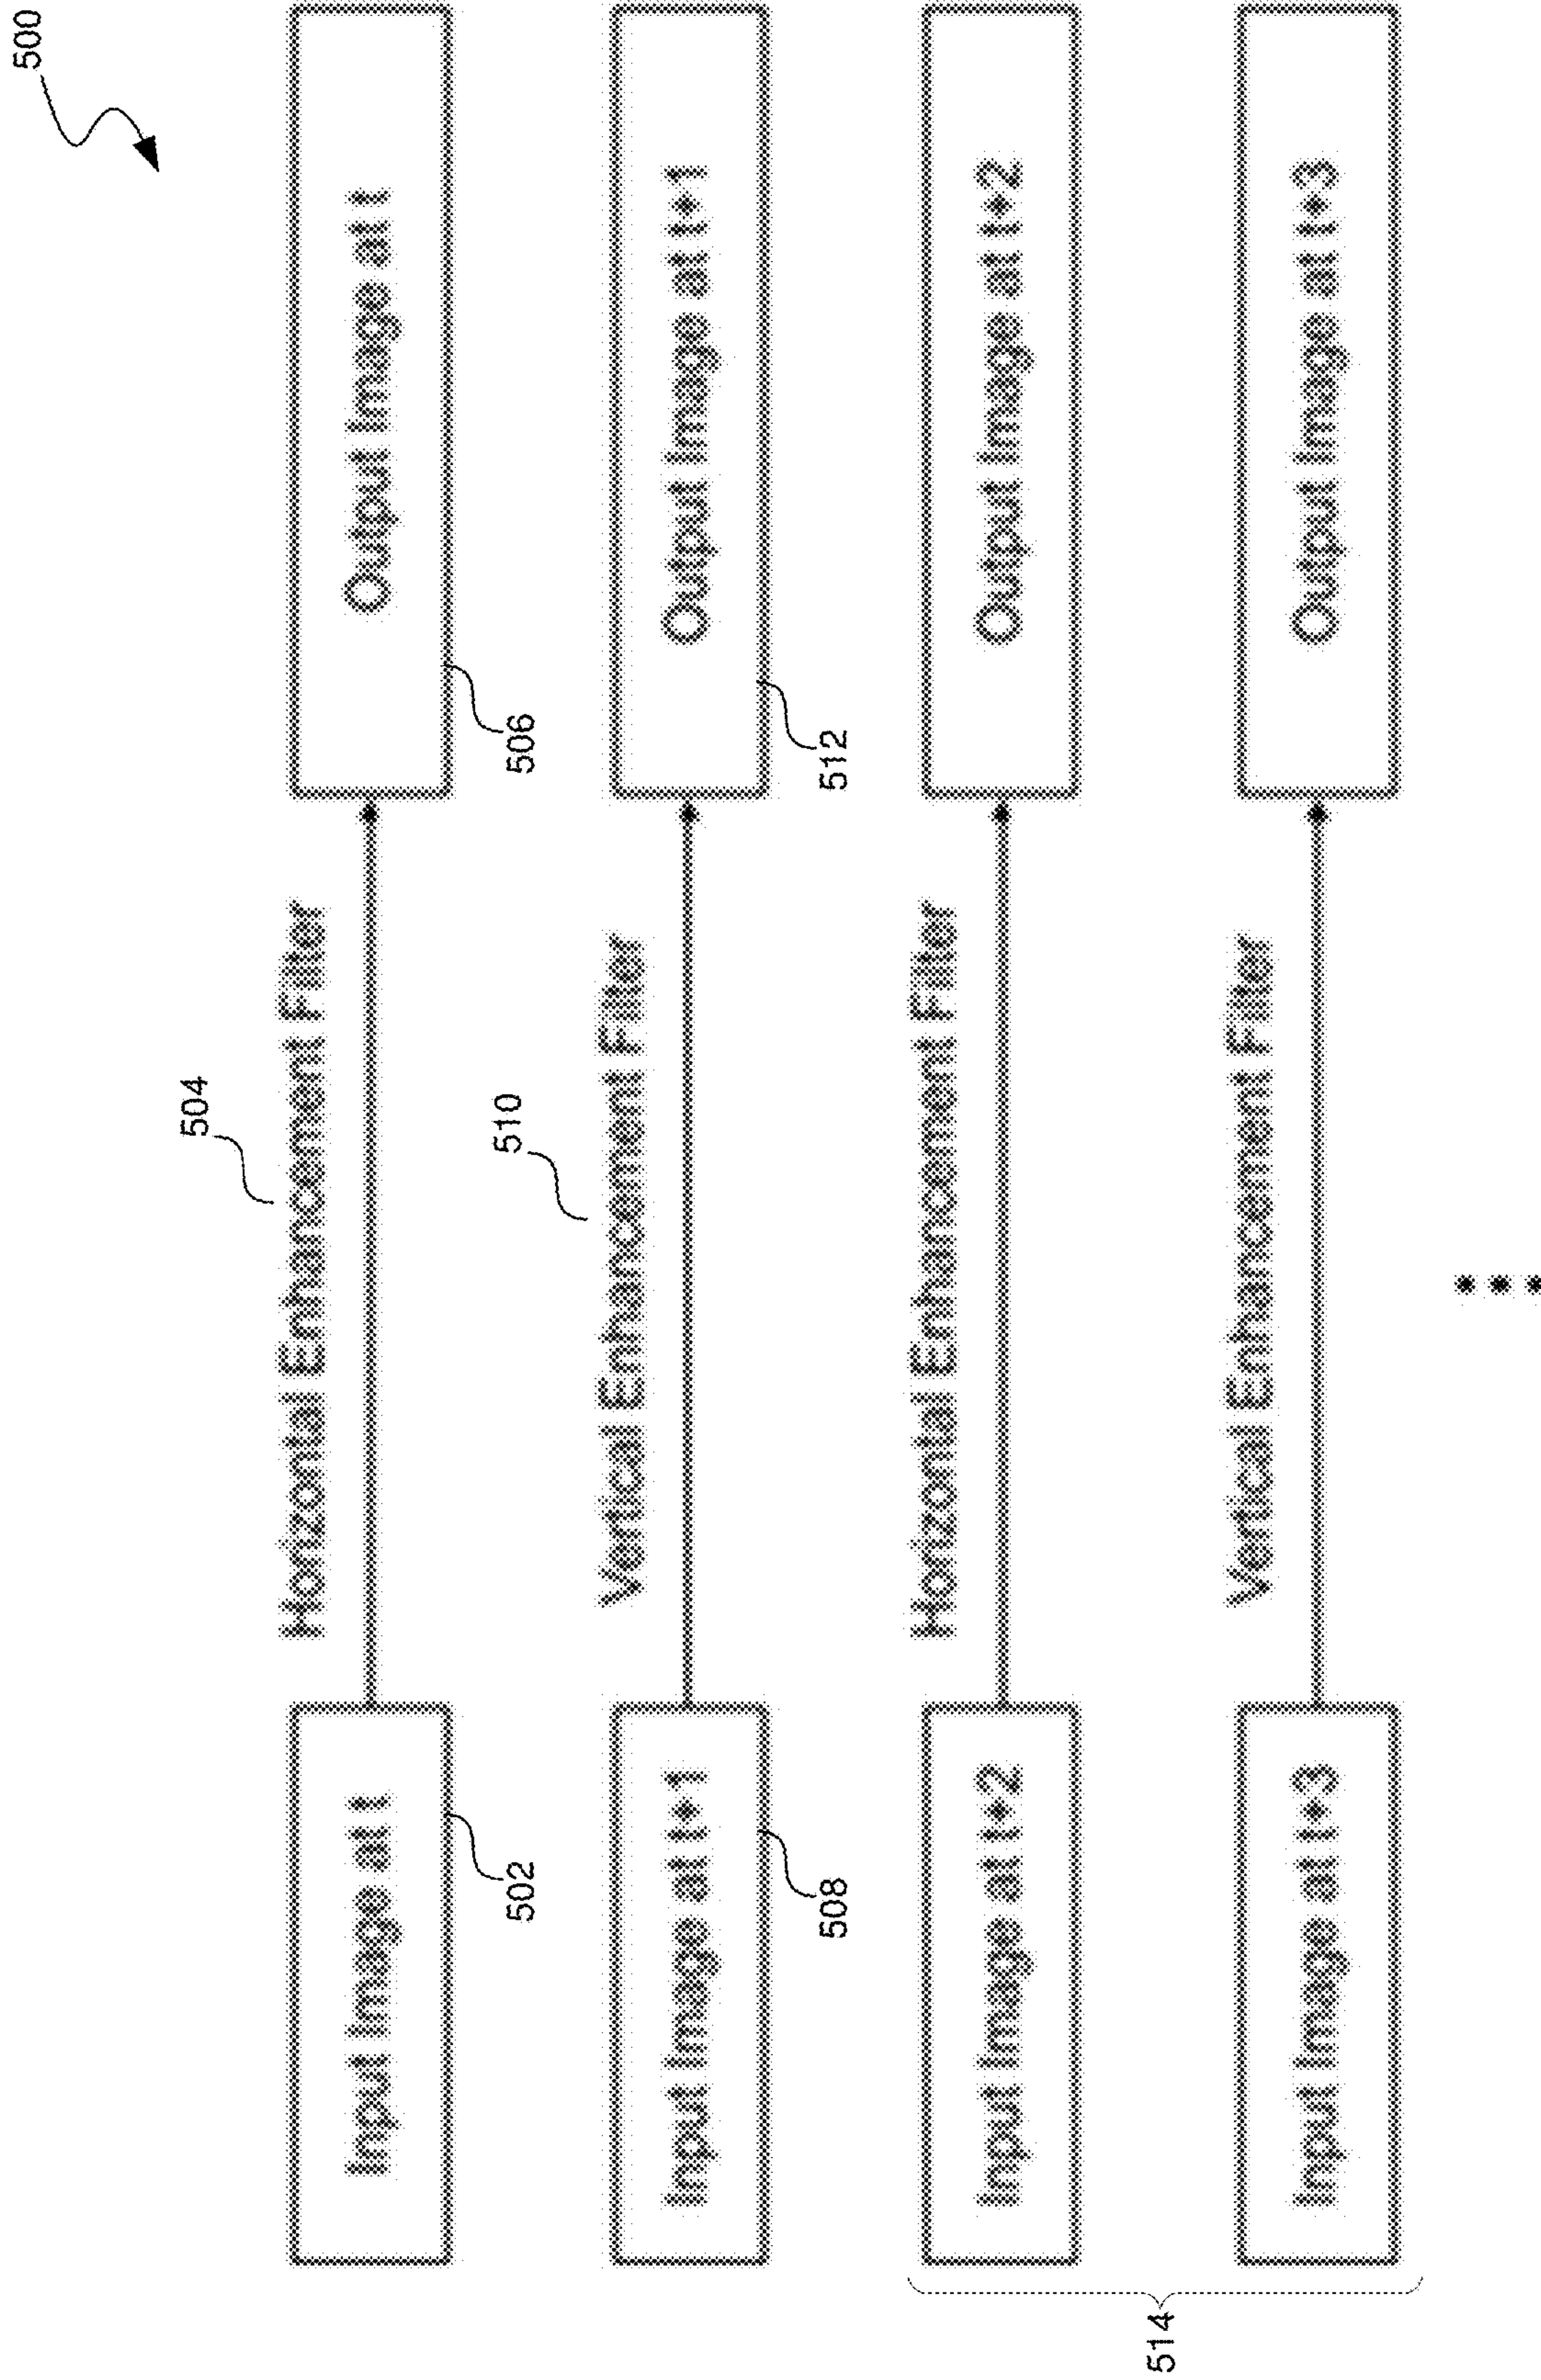 500
504
Horizontal Enhancement Filter
Input Image at t
Output Image at t
502
506
510
Vertical Enhancement Filter
Input Image at t+1
Output Image at t+1
508
512
Horizontal Enhancement Filter
Input Image at t+2
Output Image at t+2
Vertical Enhancement Filter
Input Image at t+3
Output Image at t+3
514